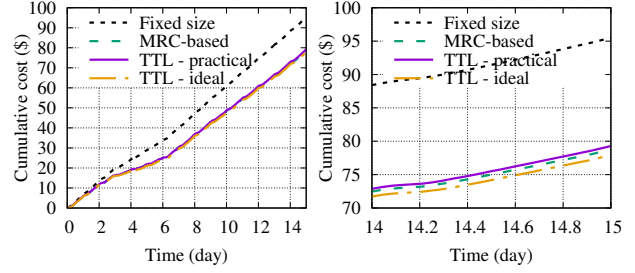 Cumulative cost ($)
100
90
80
70
60
50
40
30
20
10
0
Fixed size
MRC-based
TTL - practical
TTL - ideal
0 2 4 6 8 10 12 14
Time (day)
Cumulative cost ($)
100
95
90
85
80
75
70
Fixed size
MRC-based
TTL - practical
TTL - ideal
14 14.2 14.4 14.6 14.8 15
Time (day)